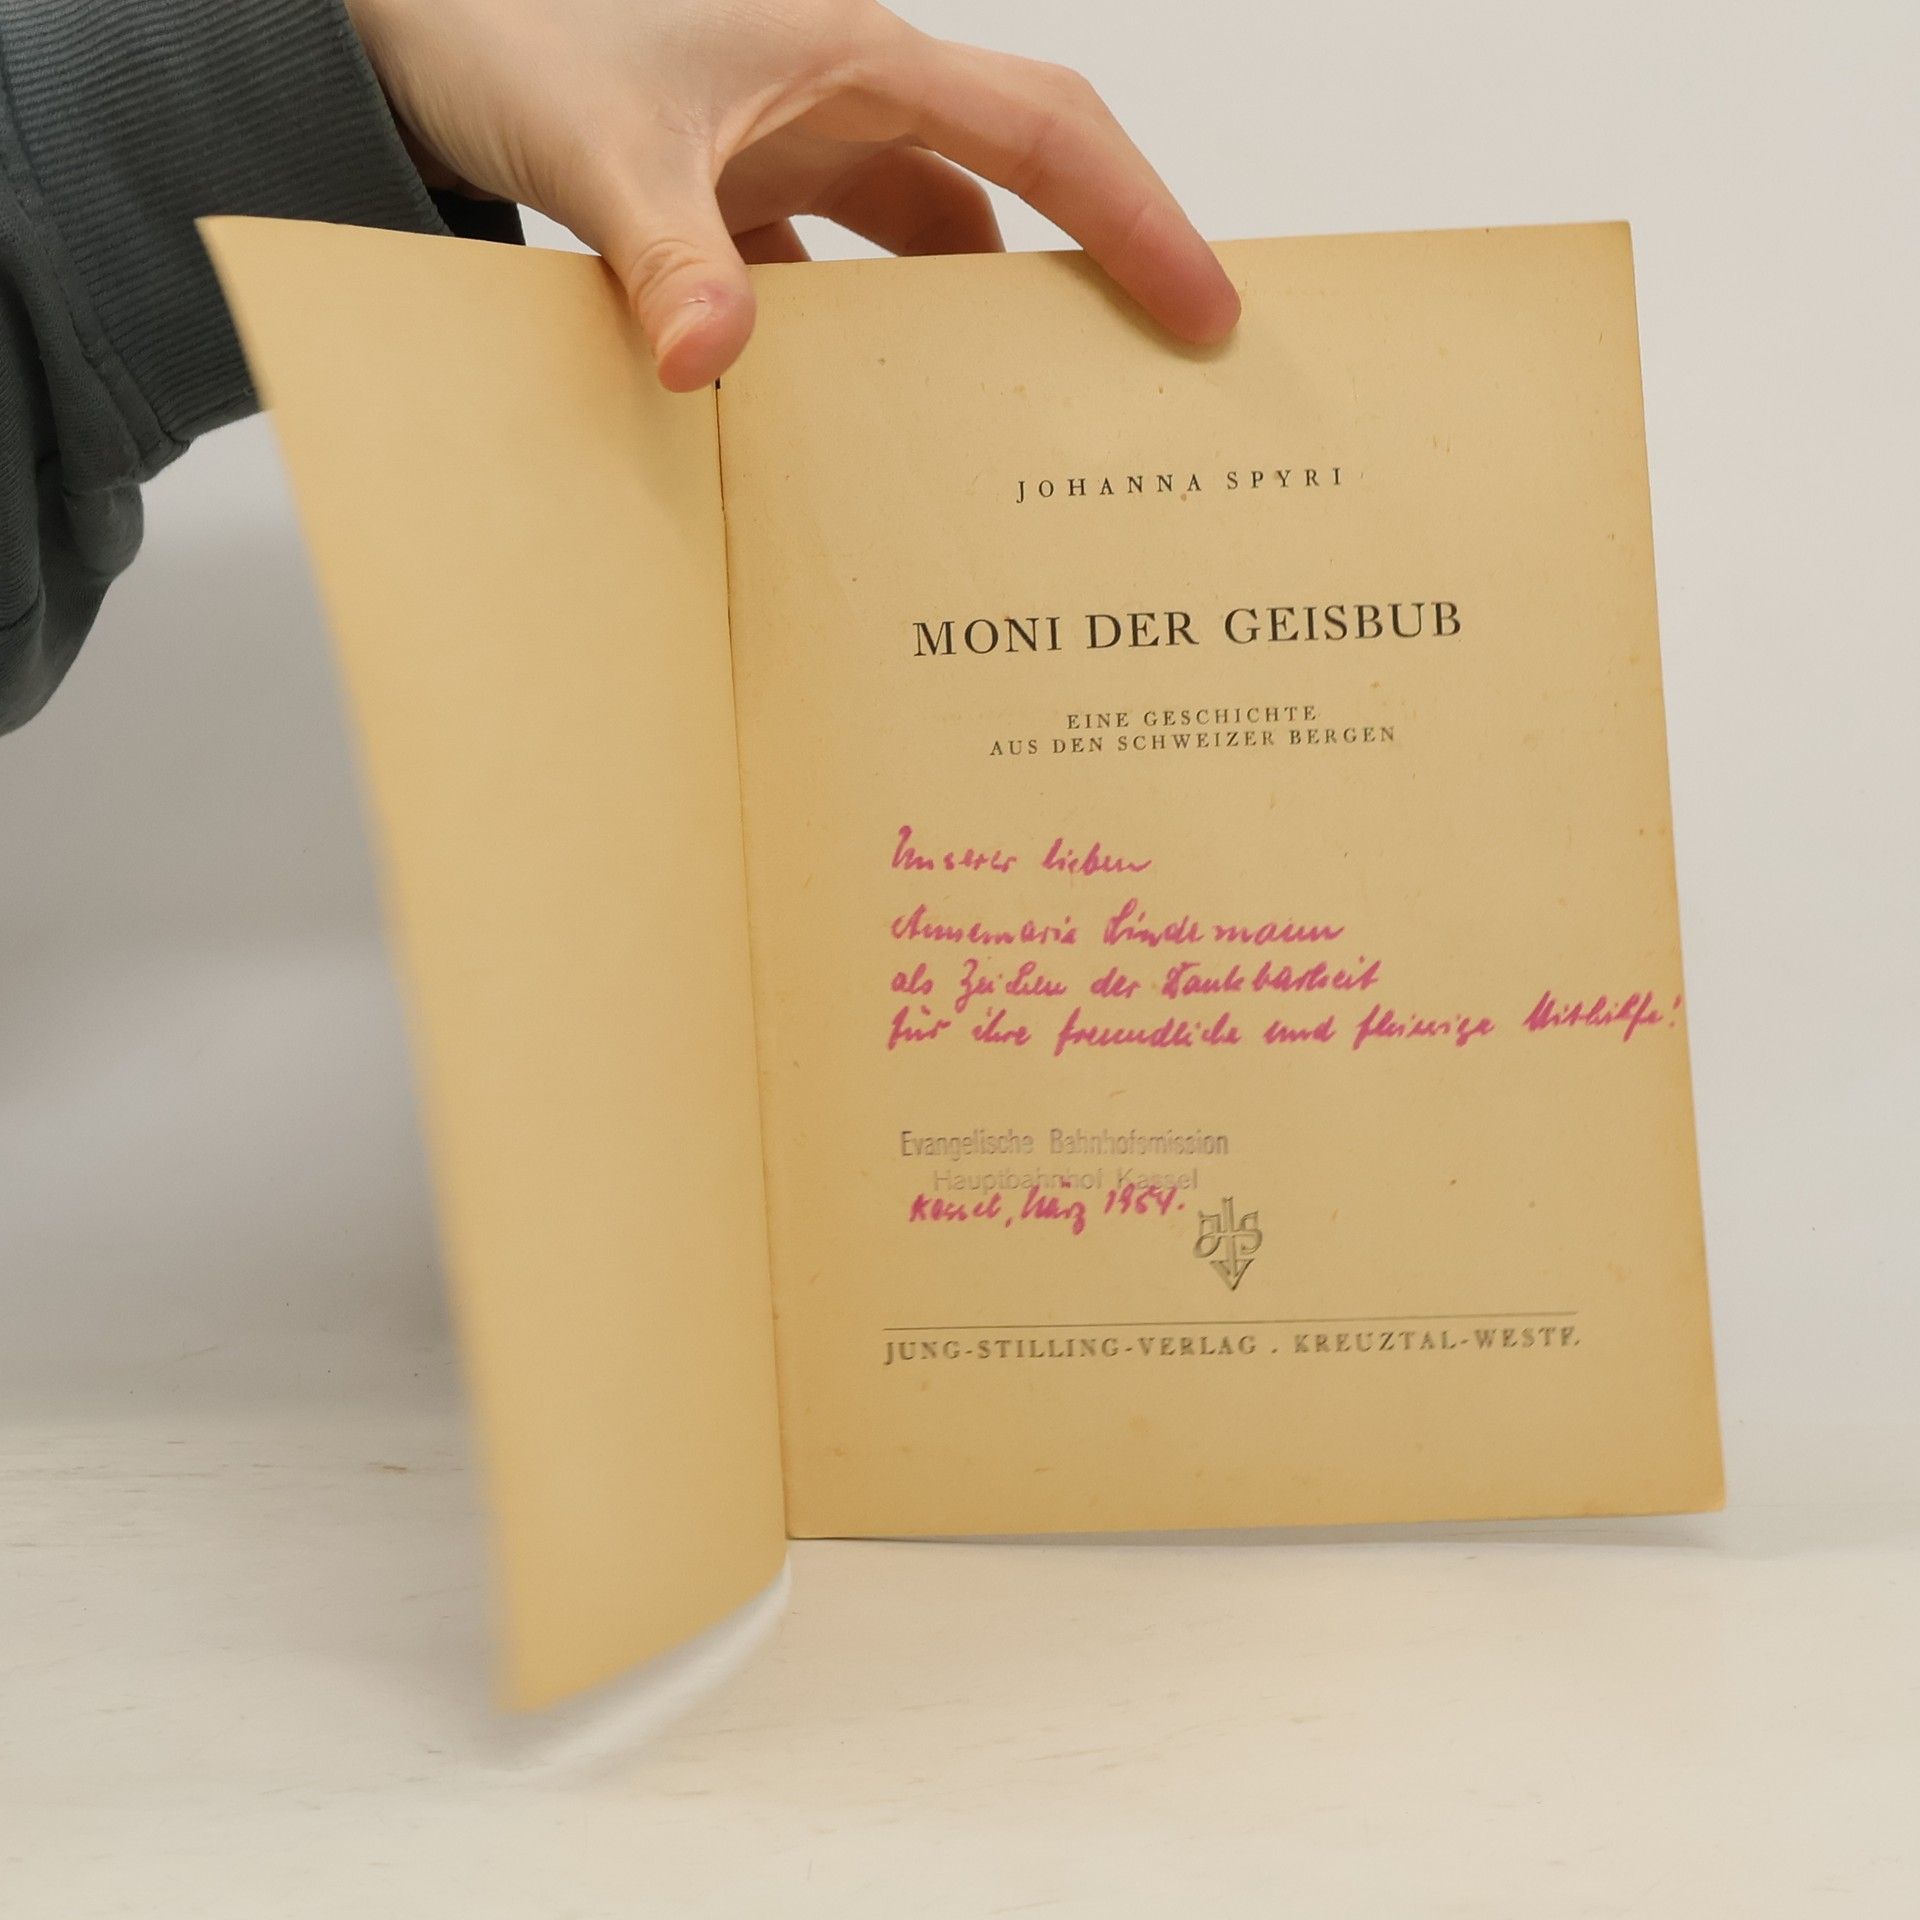 JOHANNA SPYRI
MONI DER GEISBUB
EINE GESCHICHTE
AUS DEN SCHWEIZER BERGEN
Unserer lieben
Annemarie Lindemann
als Zeichen der Dankbarkeit
für ihre freundliche und fleissige Mithilfe!
Evangelische Bahnhofsmission
Hauptbahnhof Kassel
Kassel, März 1954.
JUNG-STILLING-VERLAG . KREUZTAL-WESTF.